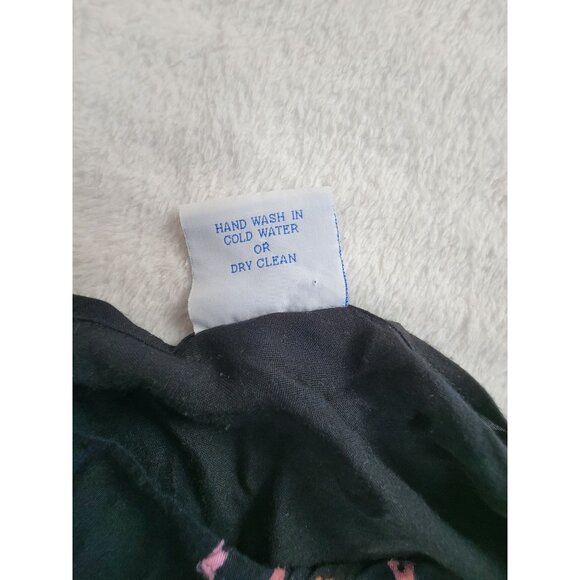 HAND WASH IN
COLD WATER
OR
DRY CLEAN